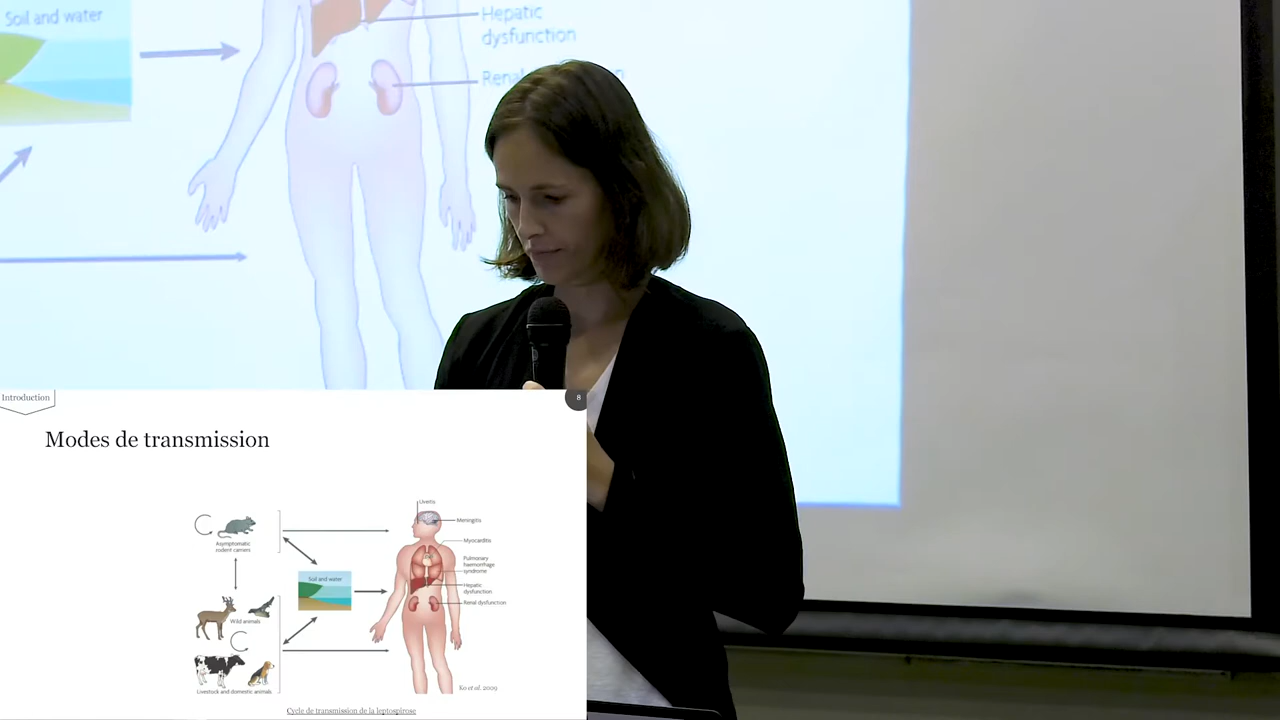 Soil and water
Hepatic
dysfunction
Introduction
8
Modes de transmission
Uveitis
Meningitis
Asymptomatic
rodent carriers
Myocarditis
Pulmonary
haemorrhage
syndrome
Soil and water
Hepatic
dysfunction
Renal dysfunction
Wild animals
Livestock and domestic animals
Ko et al. 2009
Cycle de transmission de la leptospirose